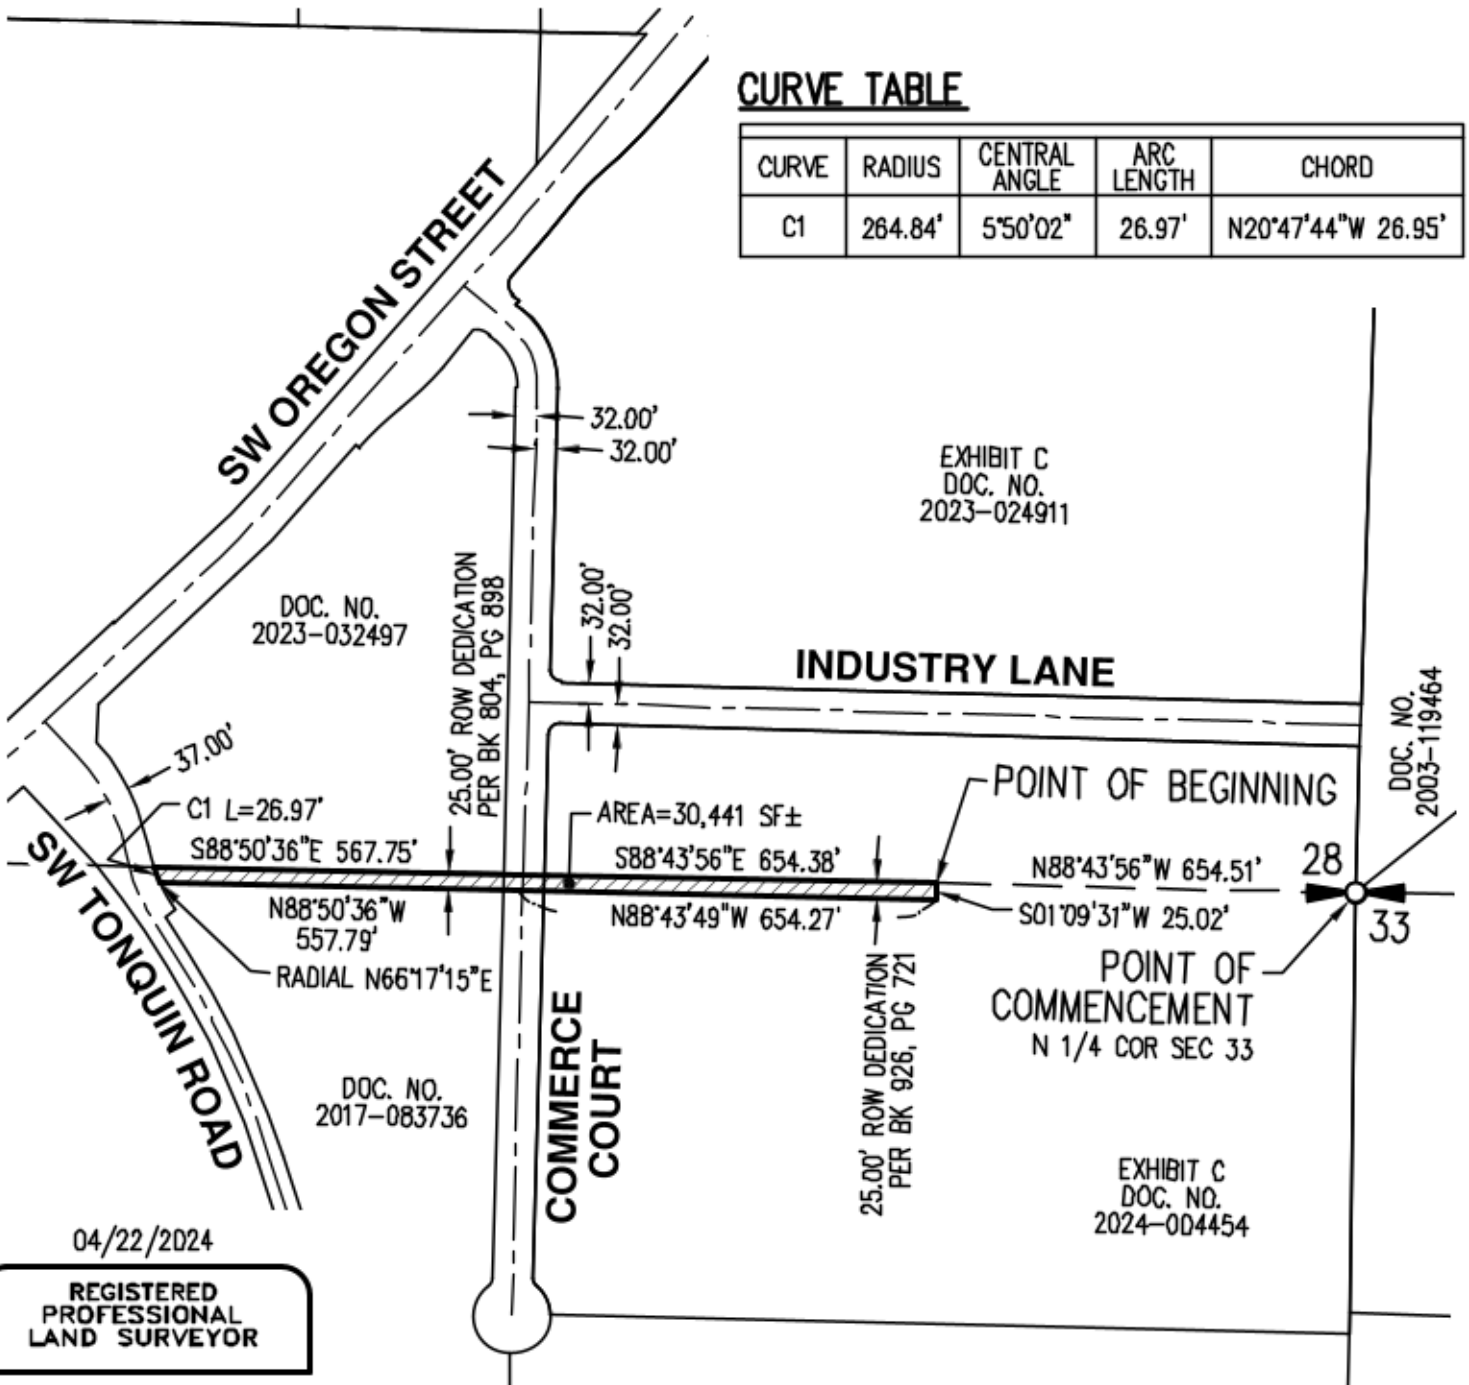 CURVE TABLE
CURVE RADIUS CENTRAL ANGLE ARC LENGTH CHORD
C1 264.84' 5°50'02" 26.97' N20°47'44"W 26.95'
SW OREGON STREET
32.00'
32.00'
EXHIBIT C
DOC. NO.
2023-024911
DOC. NO.
2023-032497
25.00' ROW DEDICATION
PER BK 804, PG 898
32.00'
32.00'
INDUSTRY LANE
DOC. NO.
2003-119464
37.00'
C1 L=26.97'
S88°50'36"E 567.75'
AREA=30,441 SF±
S88°43'56"E 654.38'
POINT OF BEGINNING
N88°43'56"W 654.51'
28
33
SW TONQUIN ROAD
N88°50'36"W
557.79'
N88°43'49"W 654.27'
S01°09'31"W 25.02'
RADIAL N66°17'15"E
POINT OF
COMMENCEMENT
N 1/4 COR SEC 33
25.00' ROW DEDICATION
PER BK 926, PG 721
COMMERCE
COURT
DOC. NO.
2017-083736
EXHIBIT C
DOC. NO.
2024-004454
04/22/2024
REGISTERED
PROFESSIONAL
LAND SURVEYOR